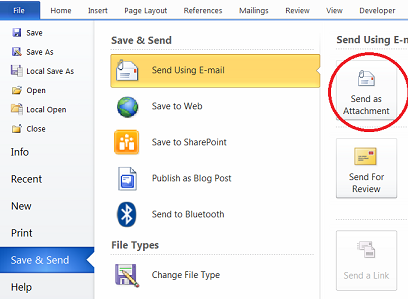 File Home Insert Page Layout References Mailings Review View Developer
Save
Save As
Local Save As
Open
Local Open
Close
Info
Recent
New
Print
Save & Send
Help
Save & Send
Send Using E-mail
Save to Web
Save to SharePoint
Publish as Blog Post
Send to Bluetooth
File Types
Change File Type
Send Using E-m
Send as
Attachment
Send For
Review
Send a Link